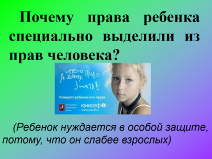 Почему права ребенка
специально выделили из
прав человека?
(Ребенок нуждается в особой защите,
потому, что он слабее взрослых)